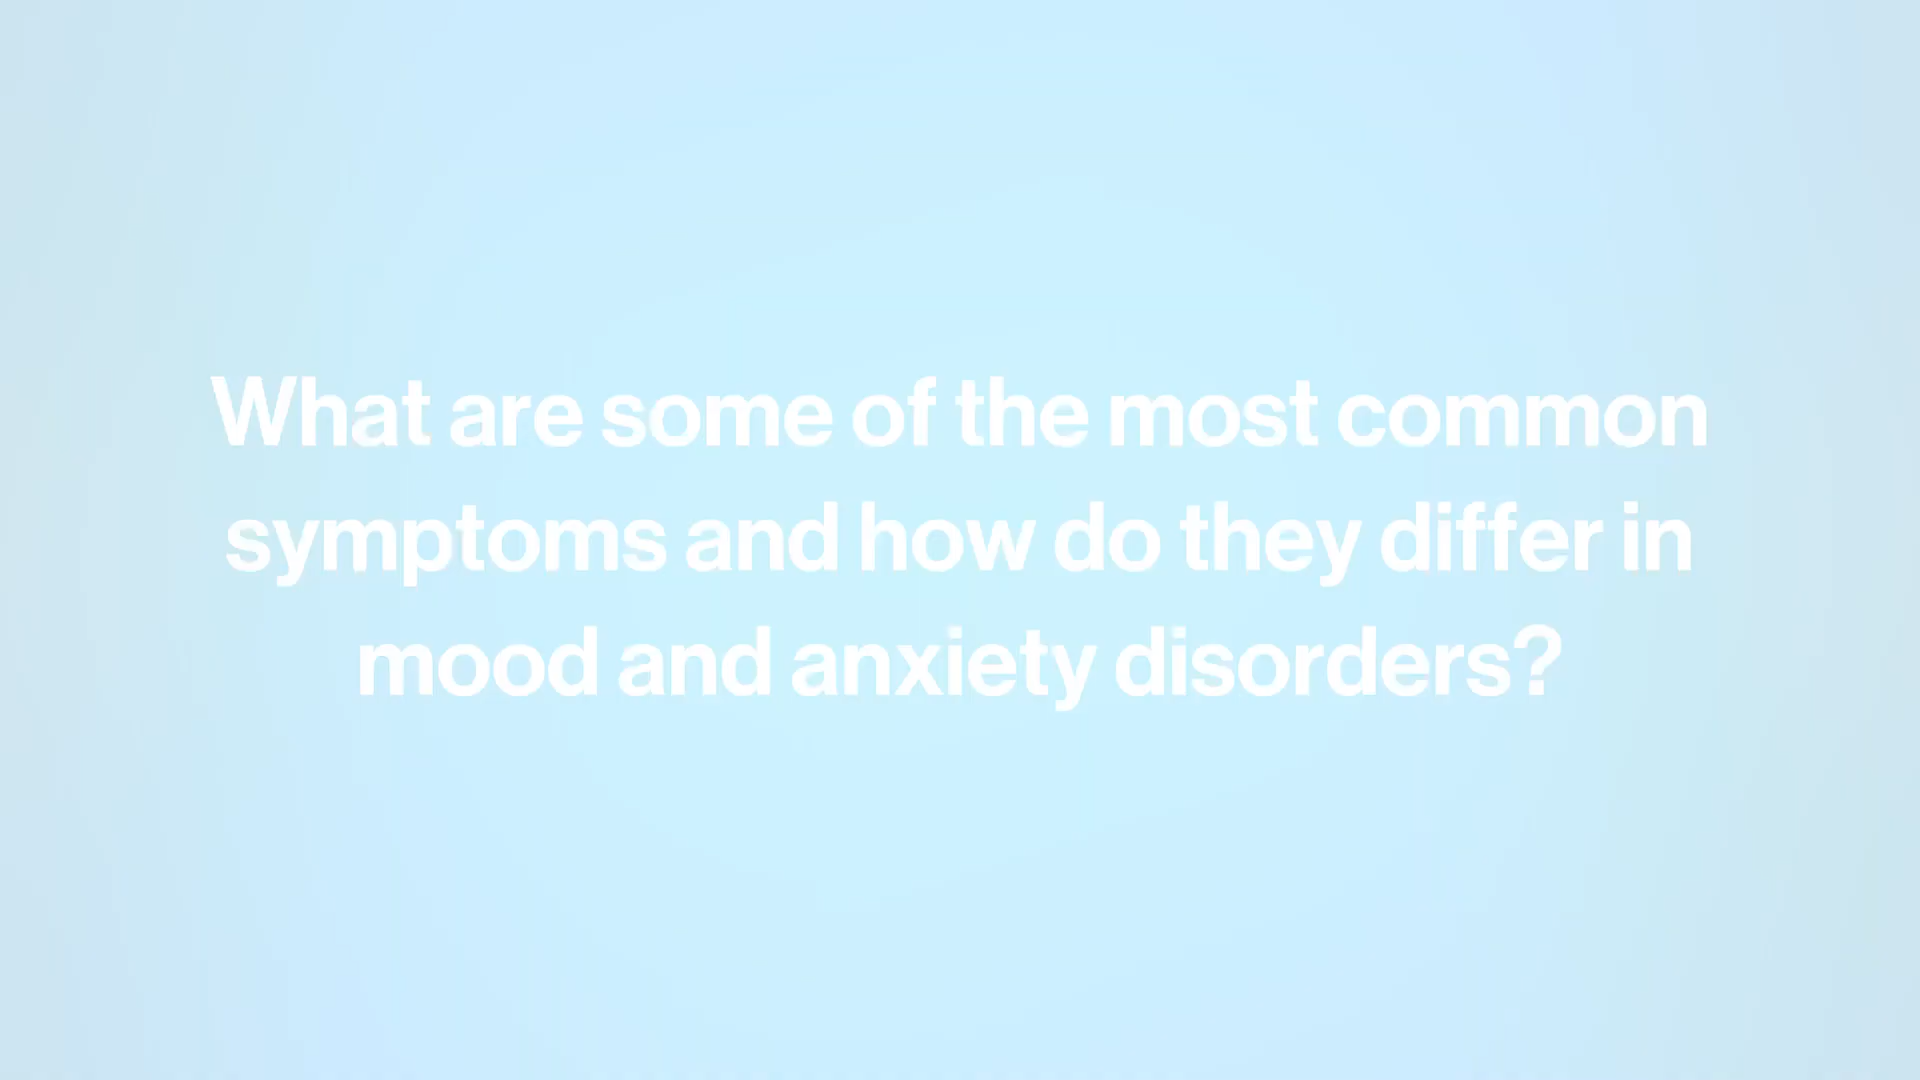 What are some of the most common
symptoms and how do they differ in
mood and anxiety disorders?